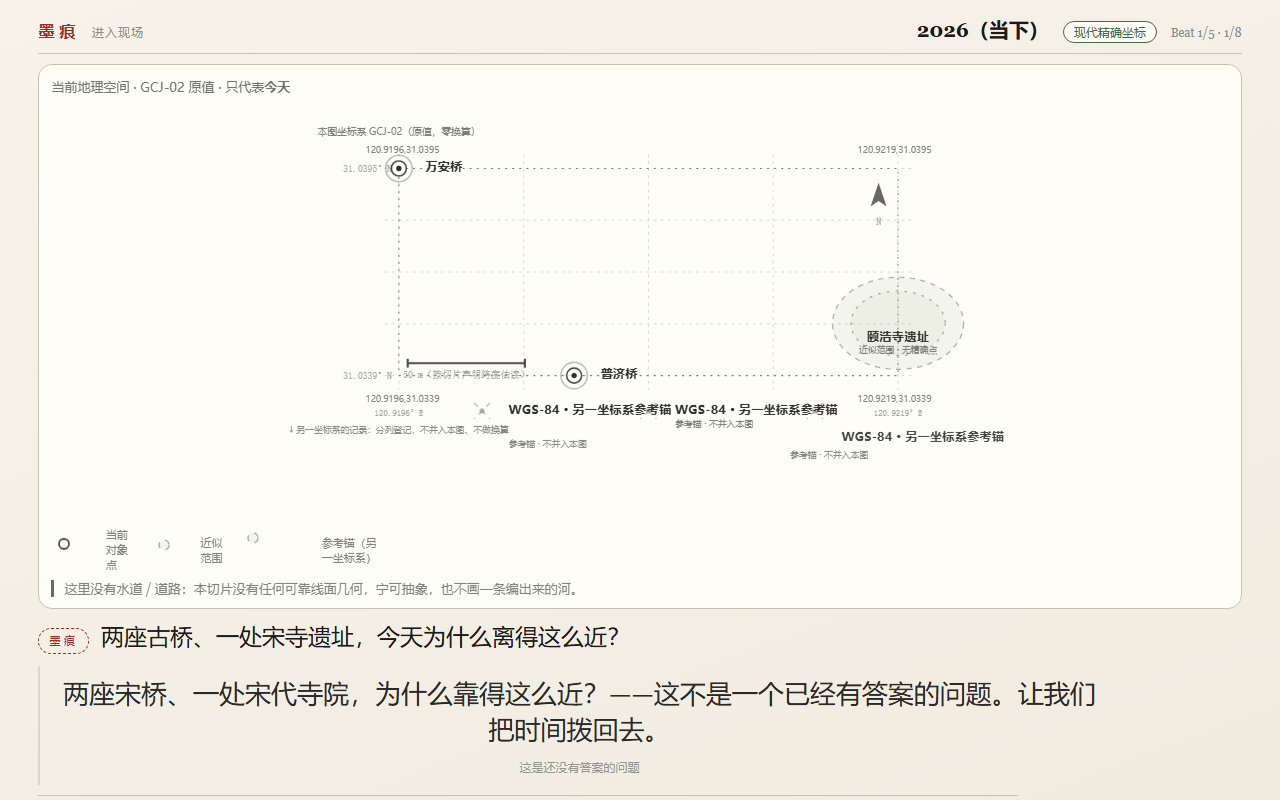 墨痕 进入现场 2026（当下） 现代精确坐标 Beat 1/5 · 1/8
当前地理空间 · GCJ-02 原值 · 只代表今天
本图坐标系 GCJ-02（原值，零换算）
120.9196,31.0395 120.9219,31.0395
31.0395° N 万安桥
N
颐浩寺遗址
近似范围 · 无精确点
31.0339° N 50 m（按切片声明跨度估读） 普济桥
120.9196,31.0339 120.9219,31.0339
120.9196° E WGS-84 · 另一坐标系参考锚 WGS-84 · 另一坐标系参考锚 120.9219° E
参考锚 · 不并入本图
↓ 另一坐标系的记录：分列登记、不并入本图、不做换算
WGS-84 · 另一坐标系参考锚
参考锚 · 不并入本图
参考锚 · 不并入本图
当前
对象
点
近似
范围
参考锚（另
一坐标系）
这里没有水道 / 道路：本切片没有任何可靠线面几何，宁可抽象，也不画一条编出来的河。
墨痕 两座古桥、一处宋寺遗址，今天为什么离得这么近？
两座宋桥、一处宋代寺院，为什么靠得这么近？——这不是一个已经有答案的问题。让我们
把时间拨回去。
这是还没有答案的问题